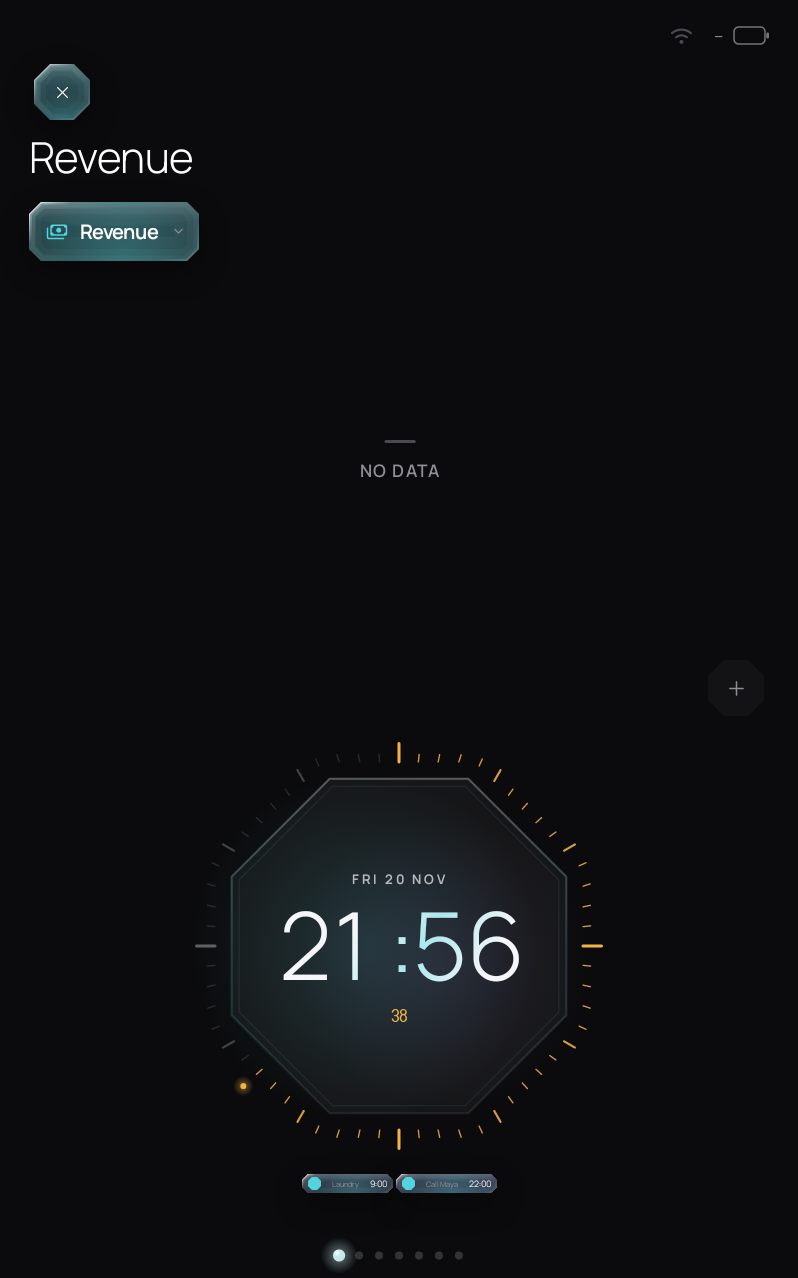 Revenue
Revenue
NO DATA
FRI 20 NOV
21:56
38
Laundry 9:00 Call Maya 22:00